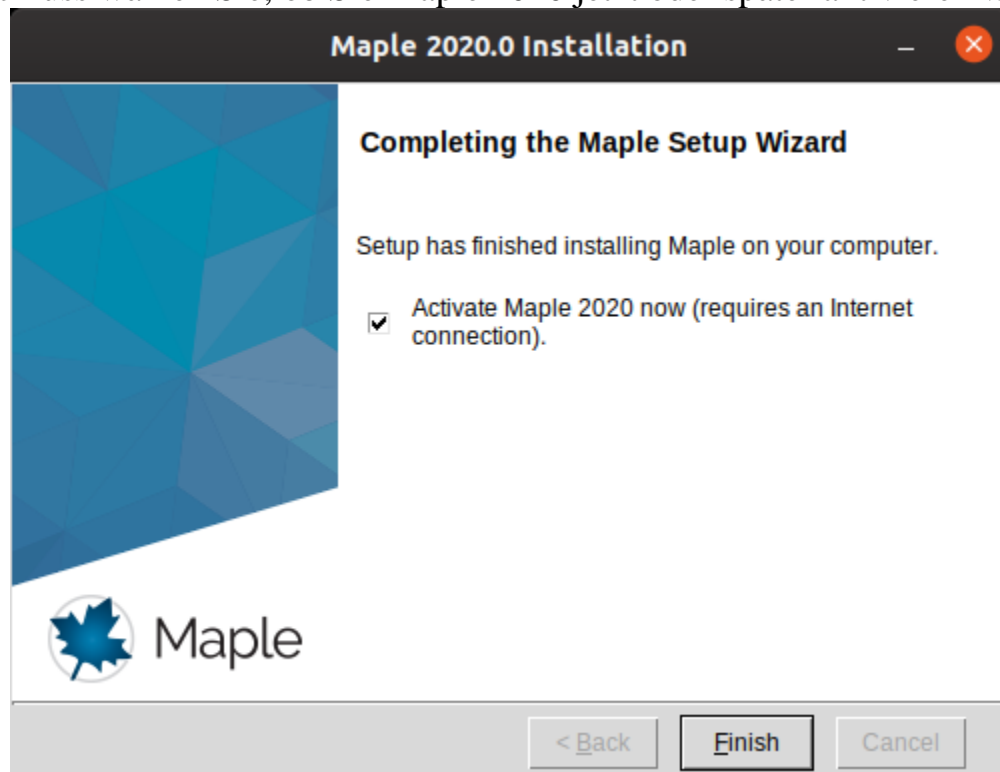 Maple 2020.0 Installation
Completing the Maple Setup Wizard
Setup has finished installing Maple on your computer.
Activate Maple 2020 now (requires an Internet
connection).
Maple
< Back
Finish
Cancel